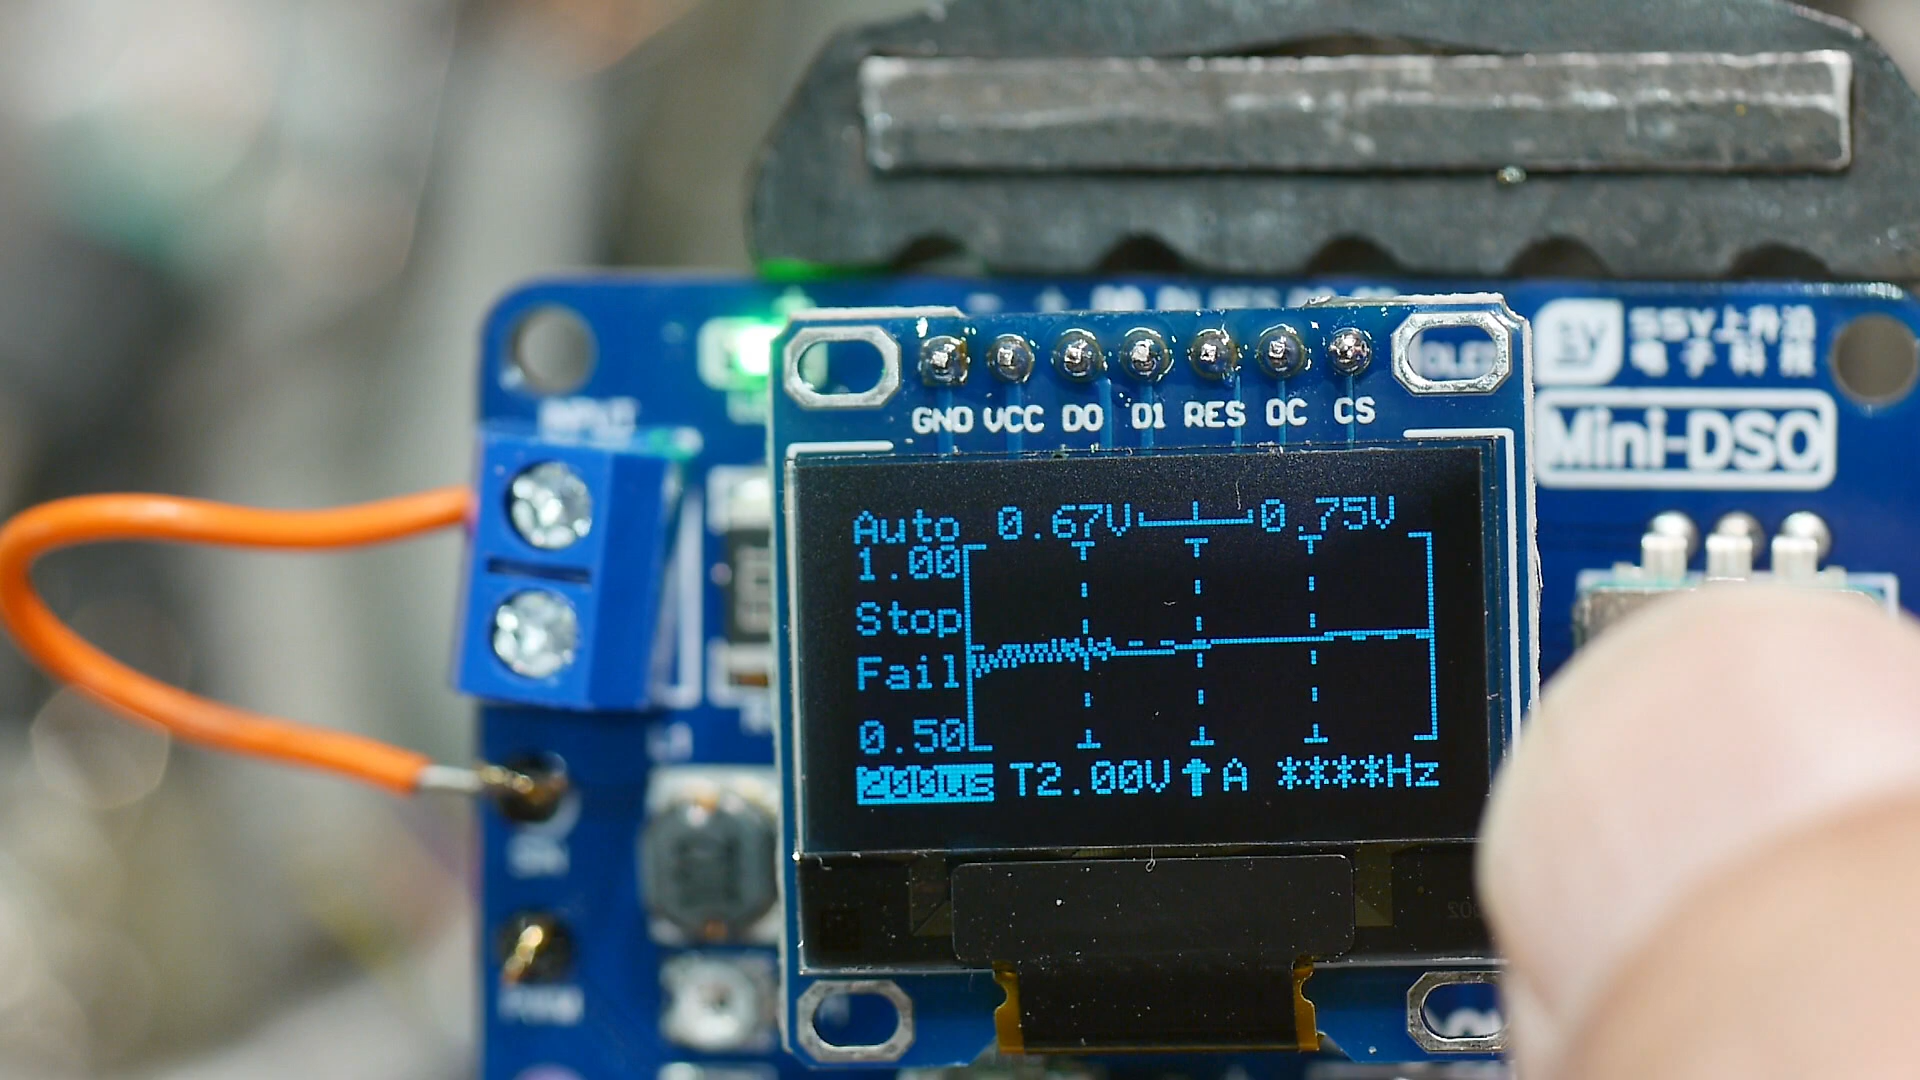 INPUT
GND VCC D0 D1 RES DC CS
Mini-DSO
Auto 0.67V 0.75V
1.00
Stop
Fail
0.50
200us T2.00V↑A ****Hz